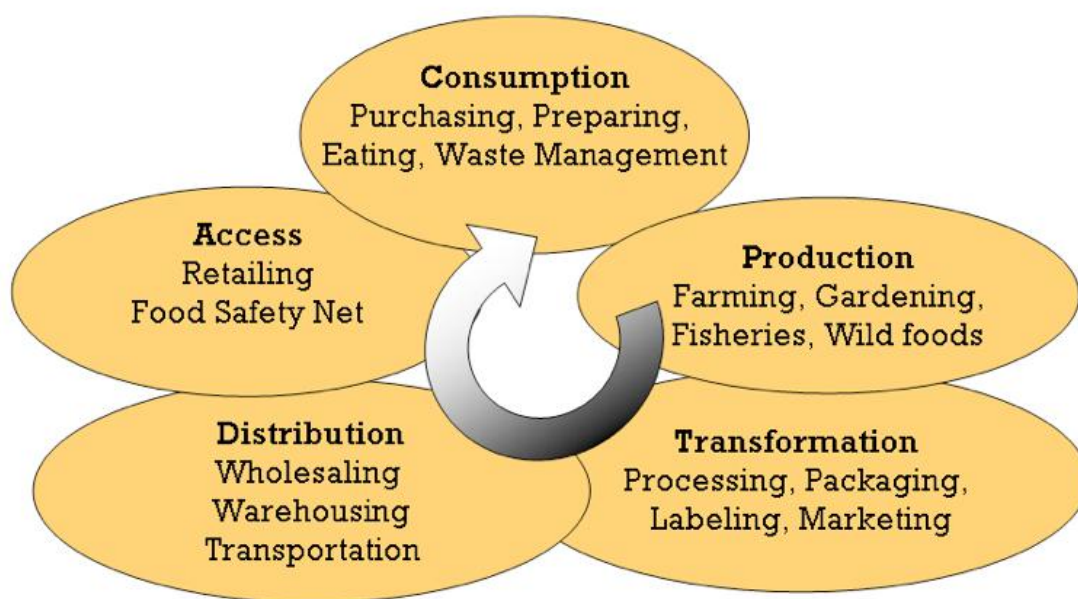 Consumption
Purchasing, Preparing,
Eating, Waste Management
Access
Retailing
Food Safety Net
Production
Farming, Gardening,
Fisheries, Wild foods
Distribution
Wholesaling
Warehousing
Transportation
Transformation
Processing, Packaging,
Labeling, Marketing